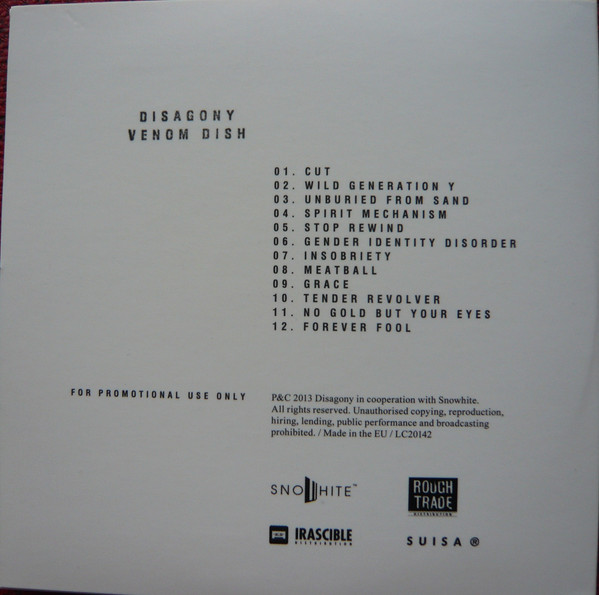 DISAGONY
VENOM DISH
01. CUT
02. WILD GENERATION Y
03. UNBURIED FROM SAND
04. SPIRIT MECHANISM
05. STOP REWIND
06. GENDER IDENTITY DISORDER
07. INSOBRIETY
08. MEATBALL
09. GRACE
10. TENDER REVOLVER
11. NO GOLD BUT YOUR EYES
12. FOREVER FOOL
FOR PROMOTIONAL USE ONLY
P&C 2013 Disagony in cooperation with Snowhite.
All rights reserved. Unauthorised copying, reproduction,
hiring, lending, public performance and broadcasting
prohibited. / Made in the EU / LC20142
SNOWHITE™
ROUGH
TRADE
DISTRIBUTION
IRASCIBLE
DISTRIBUTION
SUISA ®